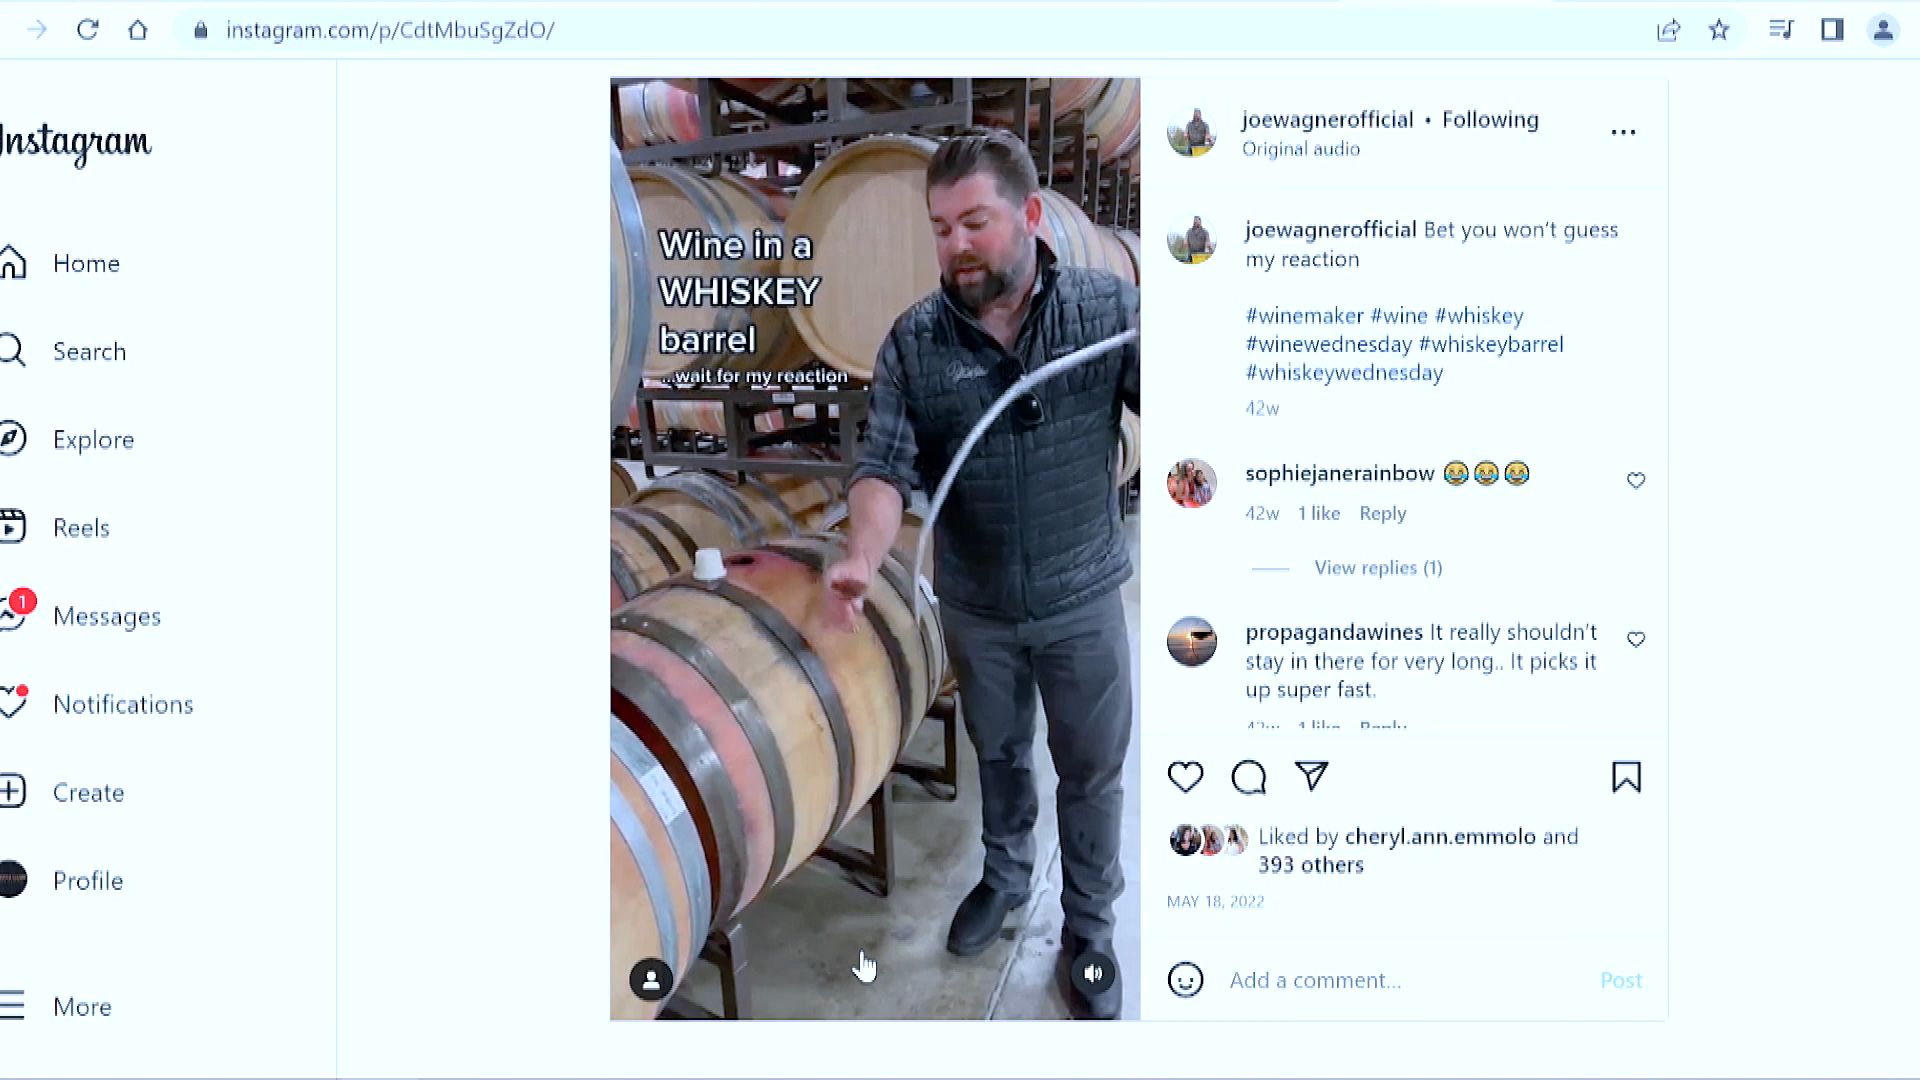 instagram.com/p/CdtMbuSgZdO/
Instagram
Home
Search
Explore
Reels
1
Messages
Notifications
Create
Profile
More
Wine in a
WHISKEY
barrel
...wait for my reaction
joewagnerofficial • Following
Original audio
joewagnerofficial Bet you won't guess
my reaction
#winemaker #wine #whiskey
#winewednesday #whiskeybarrel
#whiskeywednesday
42w
sophiejanerainbow 😂😂😂
42w 1 like Reply
View replies (1)
propagandawines It really shouldn't
stay in there for very long.. It picks it
up super fast.
42w 1 like Reply
Liked by cheryl.ann.emmolo and
393 others
MAY 18, 2022
Add a comment...
Post